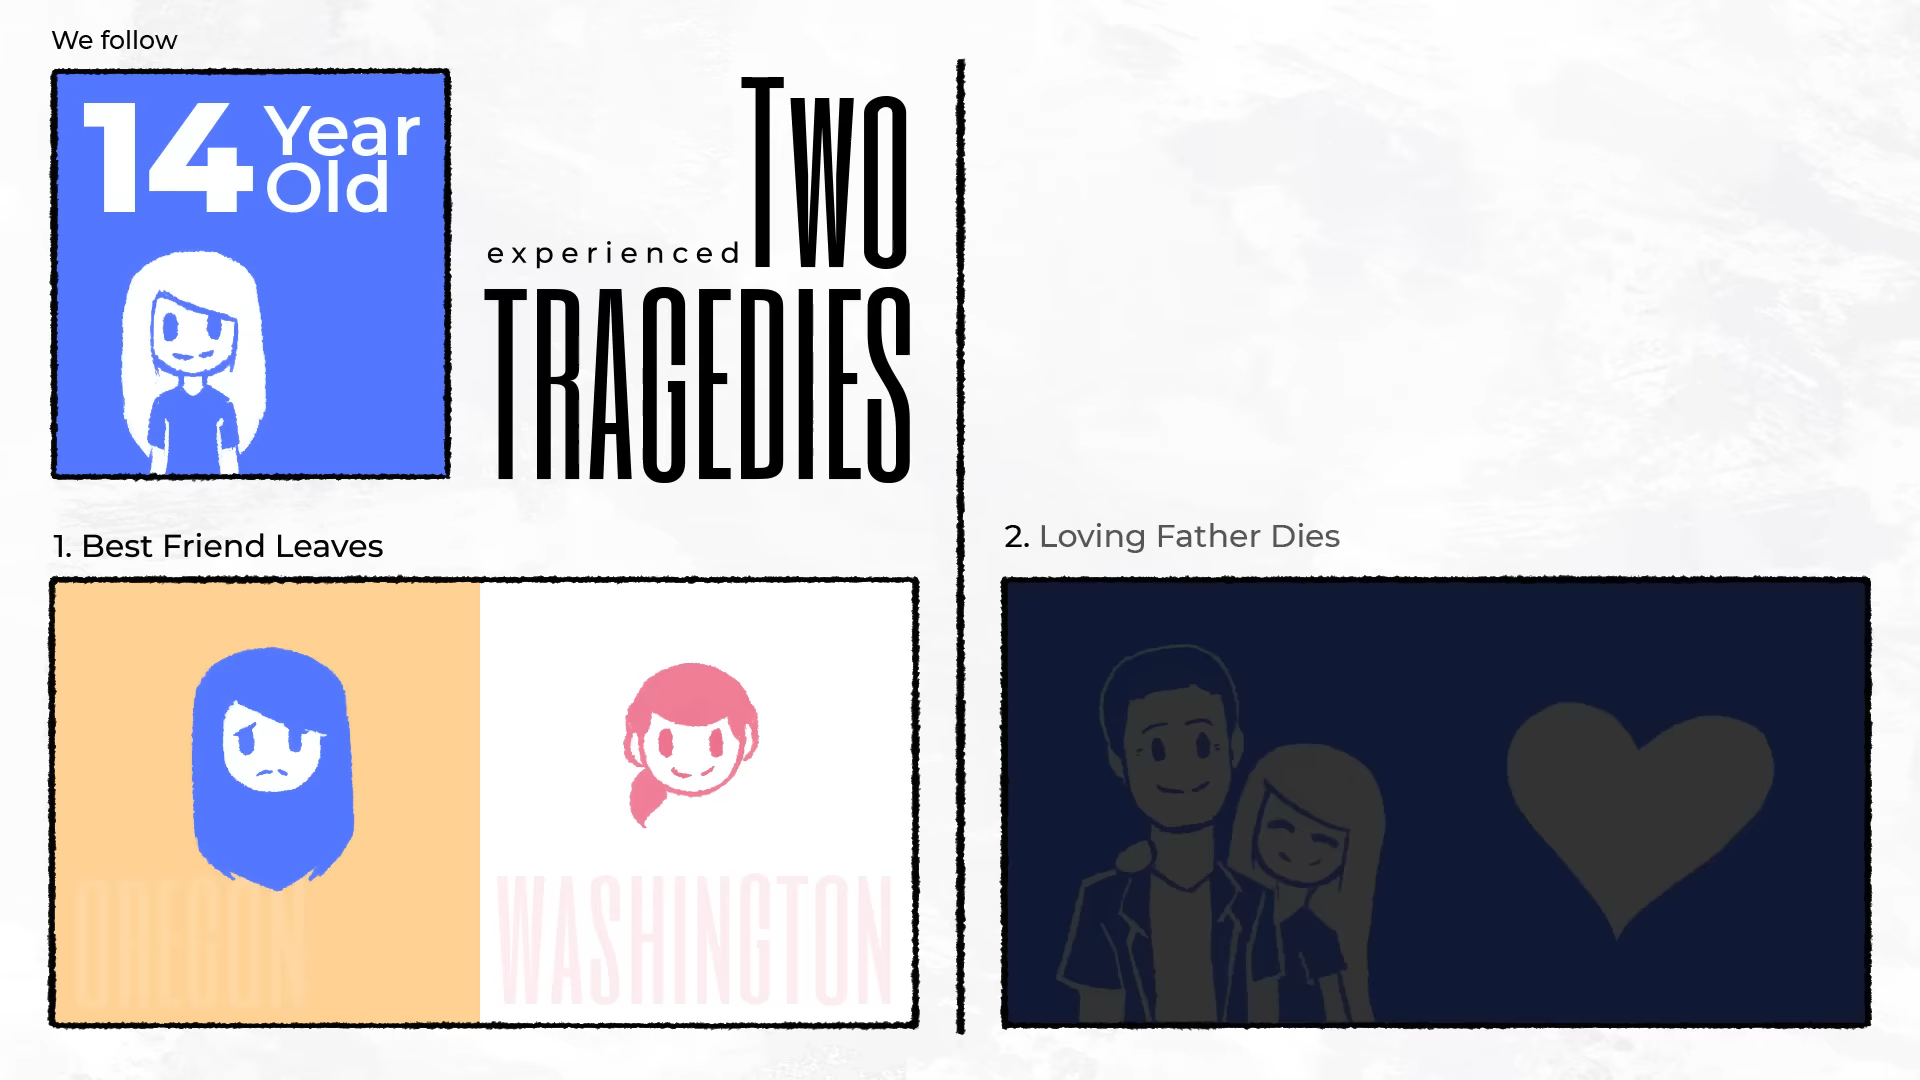 We follow
14 Year
Old
experienced Two
TRAGEDIES
1. Best Friend Leaves
OREGON
WASHINGTON
2. Loving Father Dies